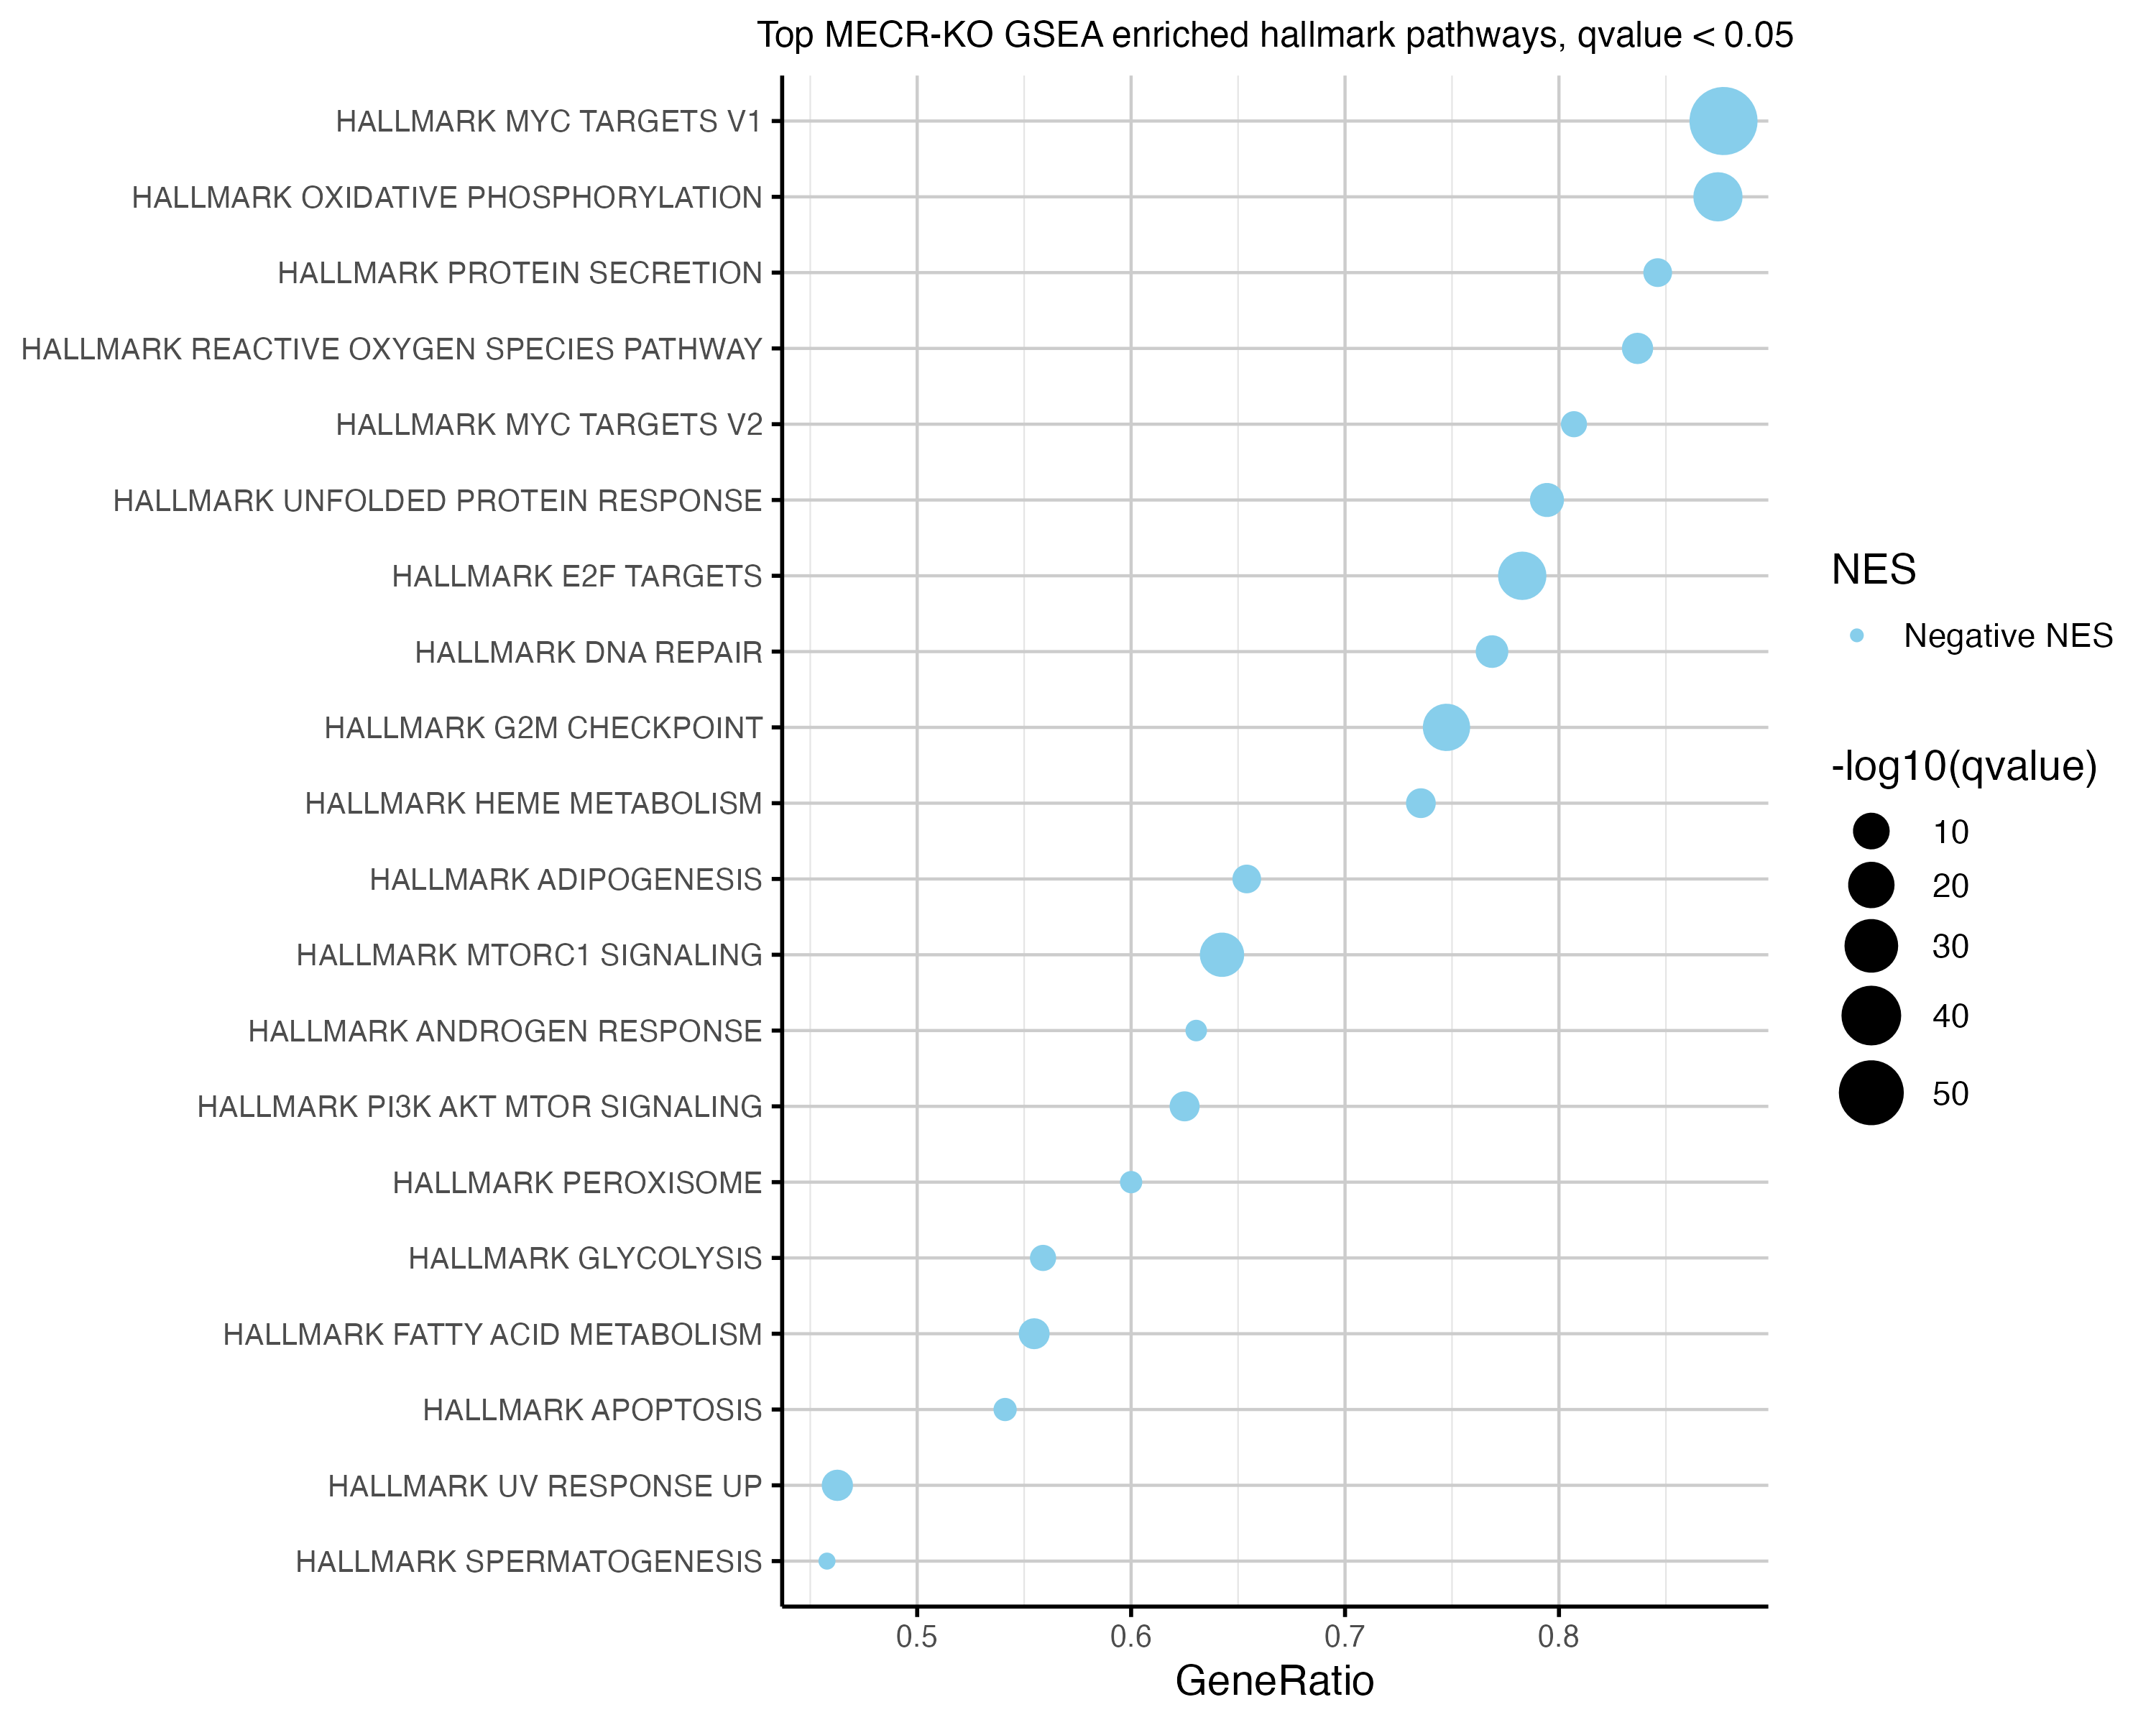 Top MECR-KO GSEA enriched hallmark pathways, qvalue < 0.05
HALLMARK MYC TARGETS V1
HALLMARK OXIDATIVE PHOSPHORYLATION
HALLMARK PROTEIN SECRETION
HALLMARK REACTIVE OXYGEN SPECIES PATHWAY
HALLMARK MYC TARGETS V2
HALLMARK UNFOLDED PROTEIN RESPONSE
HALLMARK E2F TARGETS
HALLMARK DNA REPAIR
HALLMARK G2M CHECKPOINT
HALLMARK HEME METABOLISM
HALLMARK ADIPOGENESIS
HALLMARK MTORC1 SIGNALING
HALLMARK ANDROGEN RESPONSE
HALLMARK PI3K AKT MTOR SIGNALING
HALLMARK PEROXISOME
HALLMARK GLYCOLYSIS
HALLMARK FATTY ACID METABOLISM
HALLMARK APOPTOSIS
HALLMARK UV RESPONSE UP
HALLMARK SPERMATOGENESIS
0.5 0.6 0.7 0.8
GeneRatio
NES
Negative NES
-log10(qvalue)
10
20
30
40
50